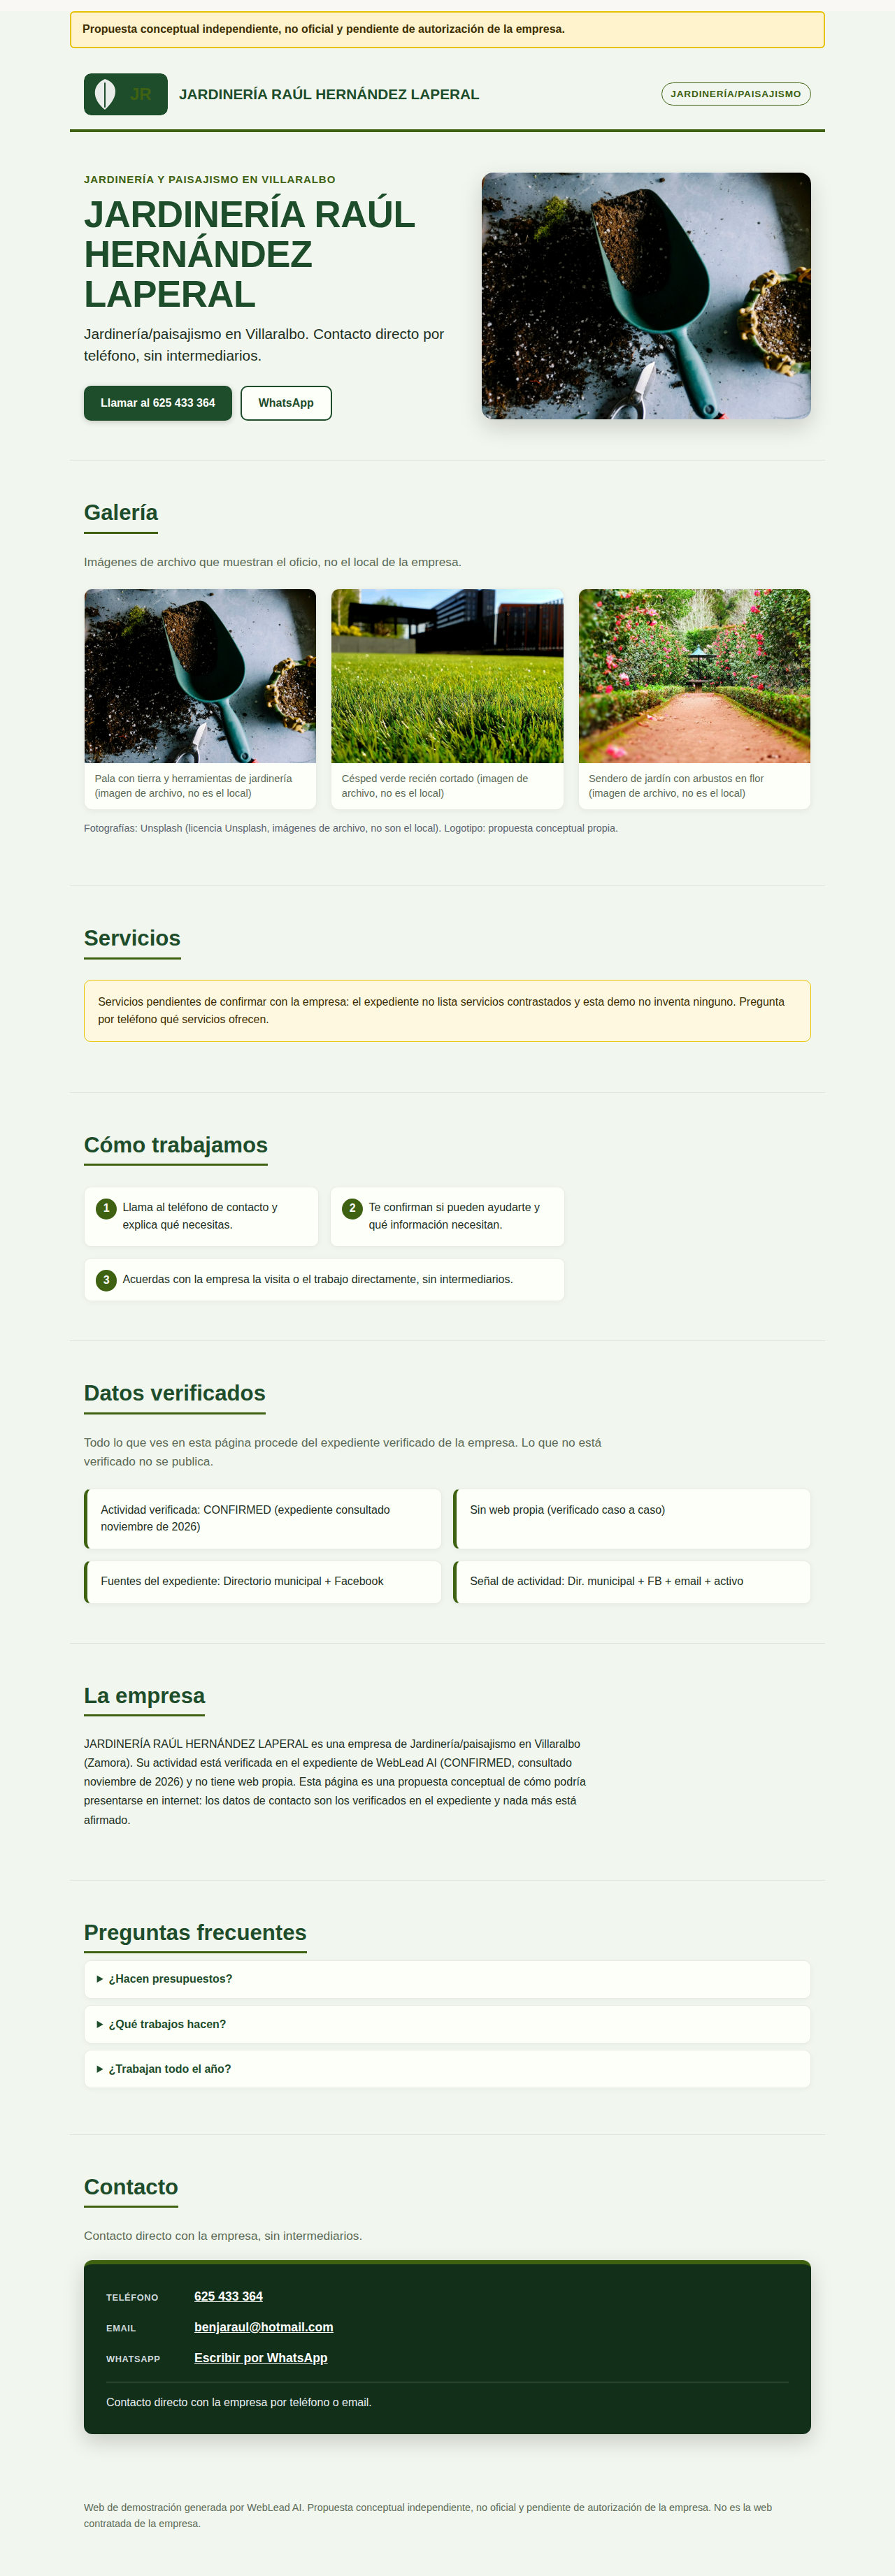 Propuesta conceptual independiente, no oficial y pendiente de autorización de la empresa.
JR
JARDINERÍA RAÚL HERNÁNDEZ LAPERAL
JARDINERÍA/PAISAJISMO
JARDINERÍA Y PAISAJISMO EN VILLARALBO
JARDINERÍA RAÚL
HERNÁNDEZ
LAPERAL
Jardinería/paisajismo en Villaralbo. Contacto directo por
teléfono, sin intermediarios.
Llamar al 625 433 364
WhatsApp
Galería
Imágenes de archivo que muestran el oficio, no el local de la empresa.
Pala con tierra y herramientas de jardinería
(imagen de archivo, no es el local)
Césped verde recién cortado (imagen de
archivo, no es el local)
Sendero de jardín con arbustos en flor
(imagen de archivo, no es el local)
Fotografías: Unsplash (licencia Unsplash, imágenes de archivo, no son el local). Logotipo: propuesta conceptual propia.
Servicios
Servicios pendientes de confirmar con la empresa: el expediente no lista servicios contrastados y esta demo no inventa ninguno. Pregunta
por teléfono qué servicios ofrecen.
Cómo trabajamos
1
Llama al teléfono de contacto y
explica qué necesitas.
2
Te confirman si pueden ayudarte y
qué información necesitan.
3
Acuerdas con la empresa la visita o el trabajo directamente, sin intermediarios.
Datos verificados
Todo lo que ves en esta página procede del expediente verificado de la empresa. Lo que no está
verificado no se publica.
Actividad verificada: CONFIRMED (expediente consultado
noviembre de 2026)
Sin web propia (verificado caso a caso)
Fuentes del expediente: Directorio municipal + Facebook
Señal de actividad: Dir. municipal + FB + email + activo
La empresa
JARDINERÍA RAÚL HERNÁNDEZ LAPERAL es una empresa de Jardinería/paisajismo en Villaralbo
(Zamora). Su actividad está verificada en el expediente de WebLead AI (CONFIRMED, consultado
noviembre de 2026) y no tiene web propia. Esta página es una propuesta conceptual de cómo podría
presentarse en internet: los datos de contacto son los verificados en el expediente y nada más está
afirmado.
Preguntas frecuentes
¿Hacen presupuestos?
¿Qué trabajos hacen?
¿Trabajan todo el año?
Contacto
Contacto directo con la empresa, sin intermediarios.
TELÉFONO
625 433 364
EMAIL
benjaraul@hotmail.com
WHATSAPP
Escribir por WhatsApp
Contacto directo con la empresa por teléfono o email.
Web de demostración generada por WebLead AI. Propuesta conceptual independiente, no oficial y pendiente de autorización de la empresa. No es la web
contratada de la empresa.